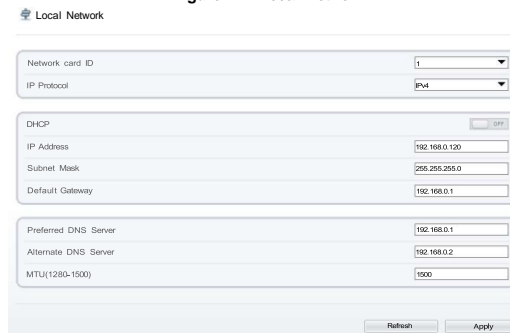 Local Network
Network card ID 1
IP Protocol IPv4
DHCP OFF
IP Address 192.168.0.120
Subnet Mask 255.255.255.0
Default Gateway 192.168.0.1
Preferred DNS Server 192.168.0.1
Alternate DNS Server 192.168.0.2
MTU(1280-1500) 1500
Refresh Apply